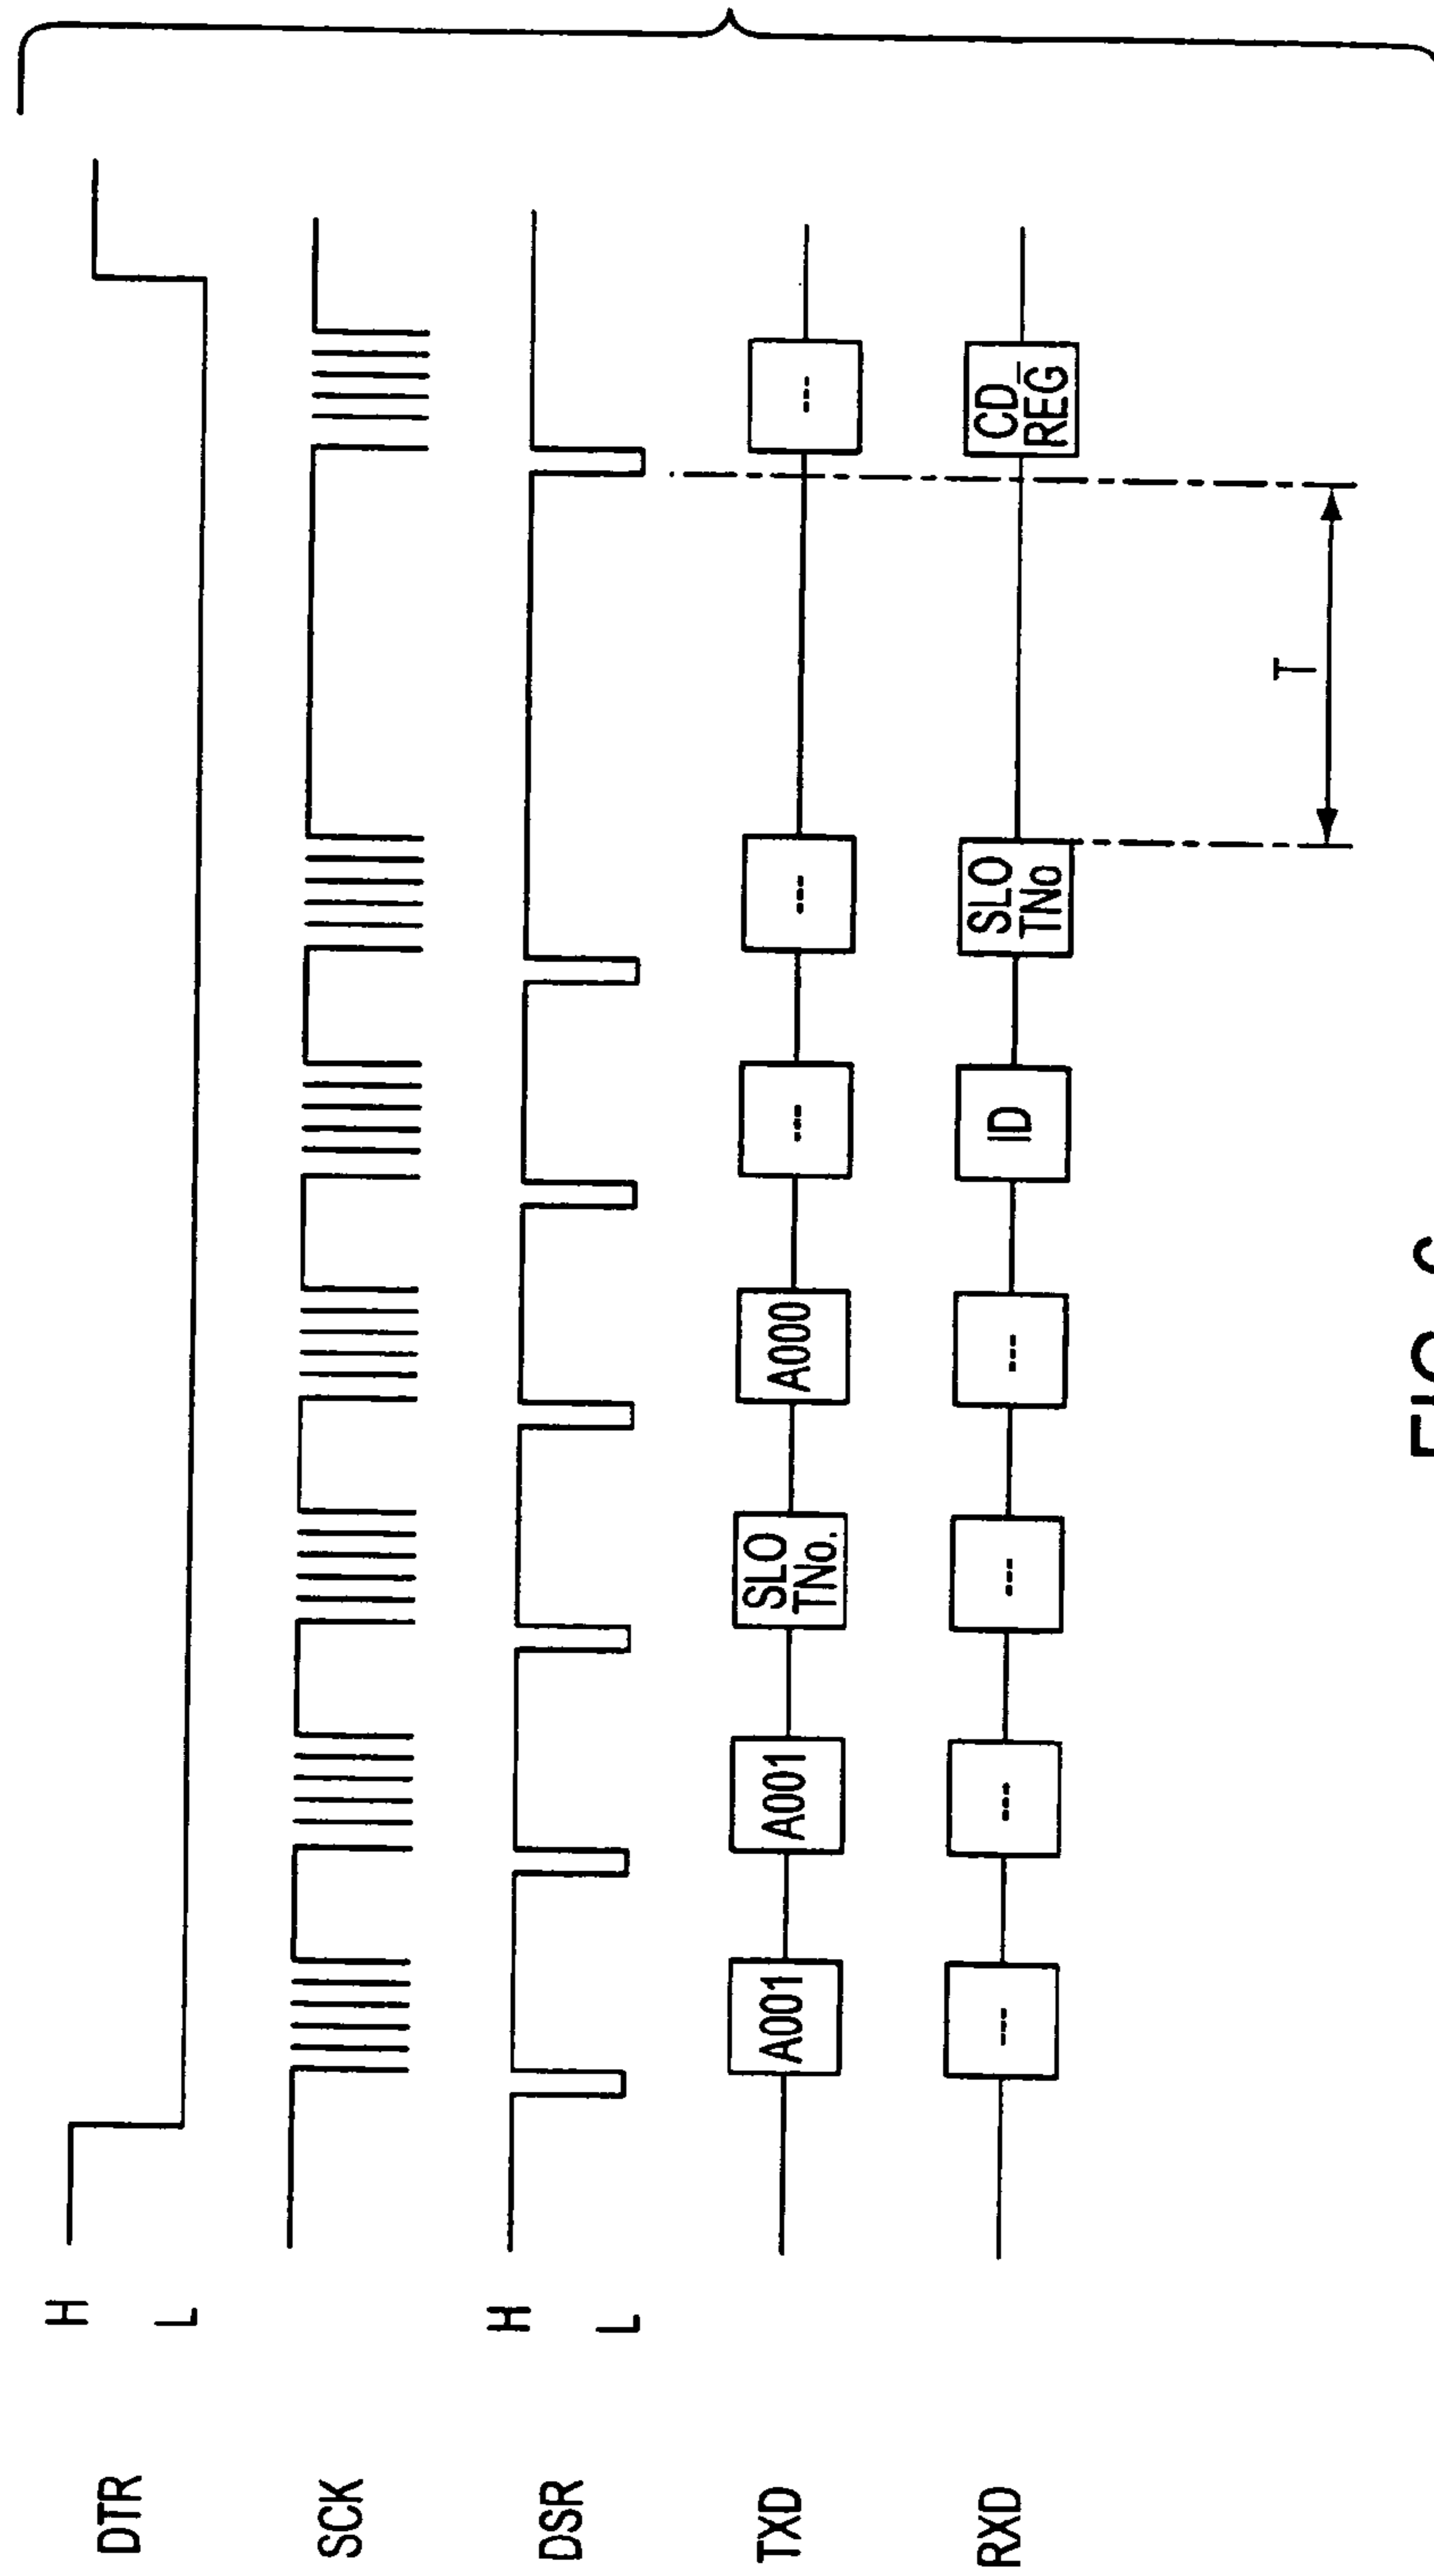 DTR
H
L
SCK
DSR
H
L
TXD
A001
A001
SLO
TNo.
A000
---
---
---
RXD
---
---
---
---
ID
SLO
TNo
CD_
REG
T